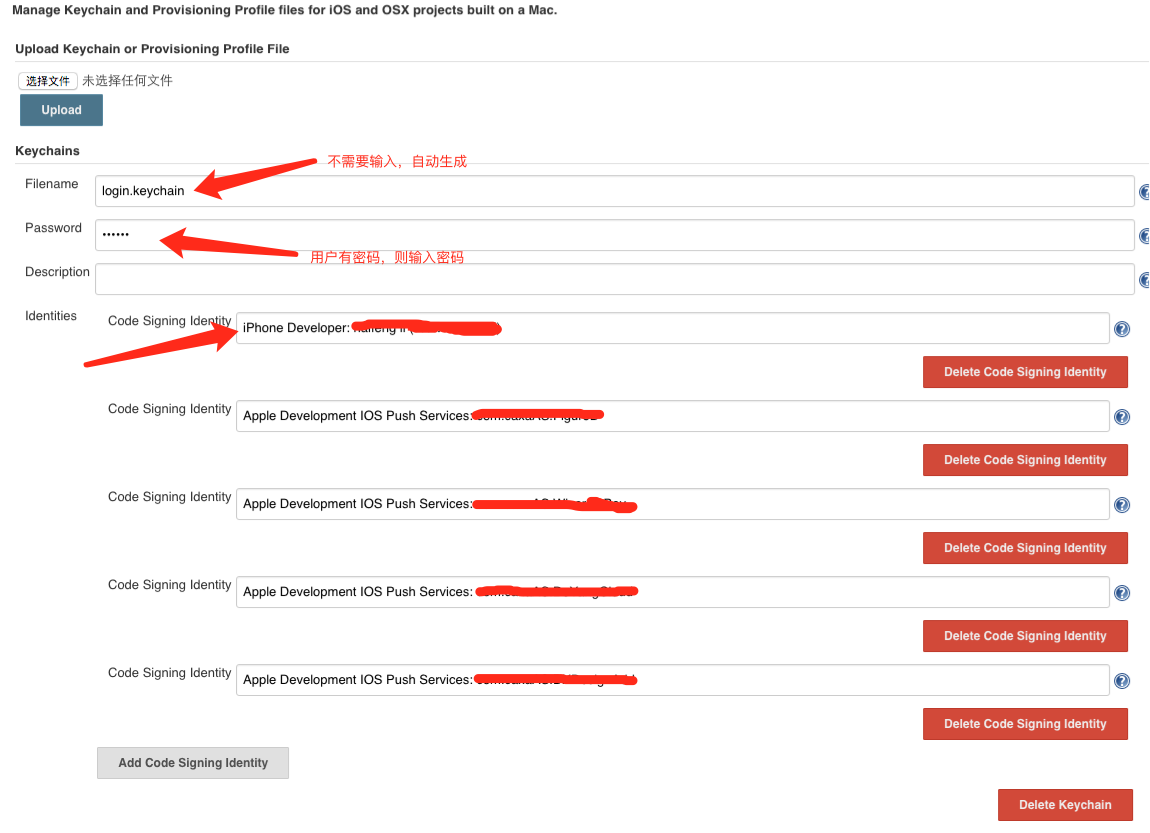 Manage Keychain and Provisioning Profile files for iOS and OSX projects built on a Mac.
Upload Keychain or Provisioning Profile File
选择文件 未选择任何文件
Upload
Keychains
不需要输入，自动生成
Filename login.keychain
Password ••••••
用户有密码，则输入密码
Description
Identities Code Signing Identity iPhone Developer:
Delete Code Signing Identity
Code Signing Identity Apple Development IOS Push Services:
Delete Code Signing Identity
Code Signing Identity Apple Development IOS Push Services:
Delete Code Signing Identity
Code Signing Identity Apple Development IOS Push Services:
Delete Code Signing Identity
Code Signing Identity Apple Development IOS Push Services:
Delete Code Signing Identity
Add Code Signing Identity
Delete Keychain